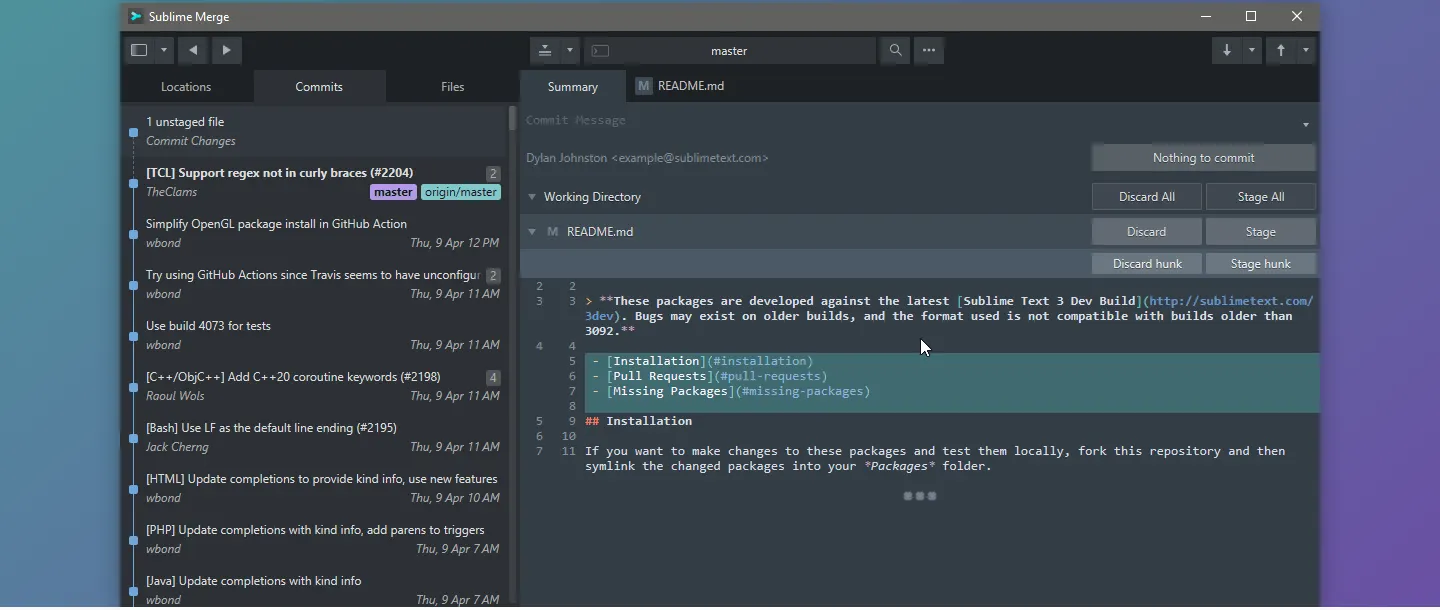 Sublime Merge
master
Locations
Commits
Files
Summary
M README.md
1 unstaged file
Commit Changes
[TCL] Support regex not in curly braces (#2204)
2
TheClams
master
origin/master
Simplify OpenGL package install in GitHub Action
wbond
Thu, 9 Apr 12 PM
Try using GitHub Actions since Travis seems to have unconfigur
2
wbond
Thu, 9 Apr 11 AM
Use build 4073 for tests
wbond
Thu, 9 Apr 11 AM
[C++/ObjC++] Add C++20 coroutine keywords (#2198)
4
Raoul Wols
Thu, 9 Apr 11 AM
[Bash] Use LF as the default line ending (#2195)
Jack Cherng
Thu, 9 Apr 11 AM
[HTML] Update completions to provide kind info, use new features
wbond
Thu, 9 Apr 10 AM
[PHP] Update completions with kind info, add parens to triggers
wbond
Thu, 9 Apr 7 AM
[Java] Update completions with kind info
wbond
Thu, 9 Apr 7 AM
Commit Message
Dylan Johnston <example@sublimetext.com>
Nothing to commit
Working Directory
Discard All
Stage All
M README.md
Discard
Stage
Discard hunk
Stage hunk
2 2
3 3 > **These packages are developed against the latest [Sublime Text 3 Dev Build](http://sublimetext.com/
3dev). Bugs may exist on older builds, and the format used is not compatible with builds older than
3092.**
4 4
5 - [Installation](#installation)
6 - [Pull Requests](#pull-requests)
7 - [Missing Packages](#missing-packages)
8
5 9 ## Installation
6 10
7 11 If you want to make changes to these packages and test them locally, fork this repository and then
symlink the changed packages into your *Packages* folder.